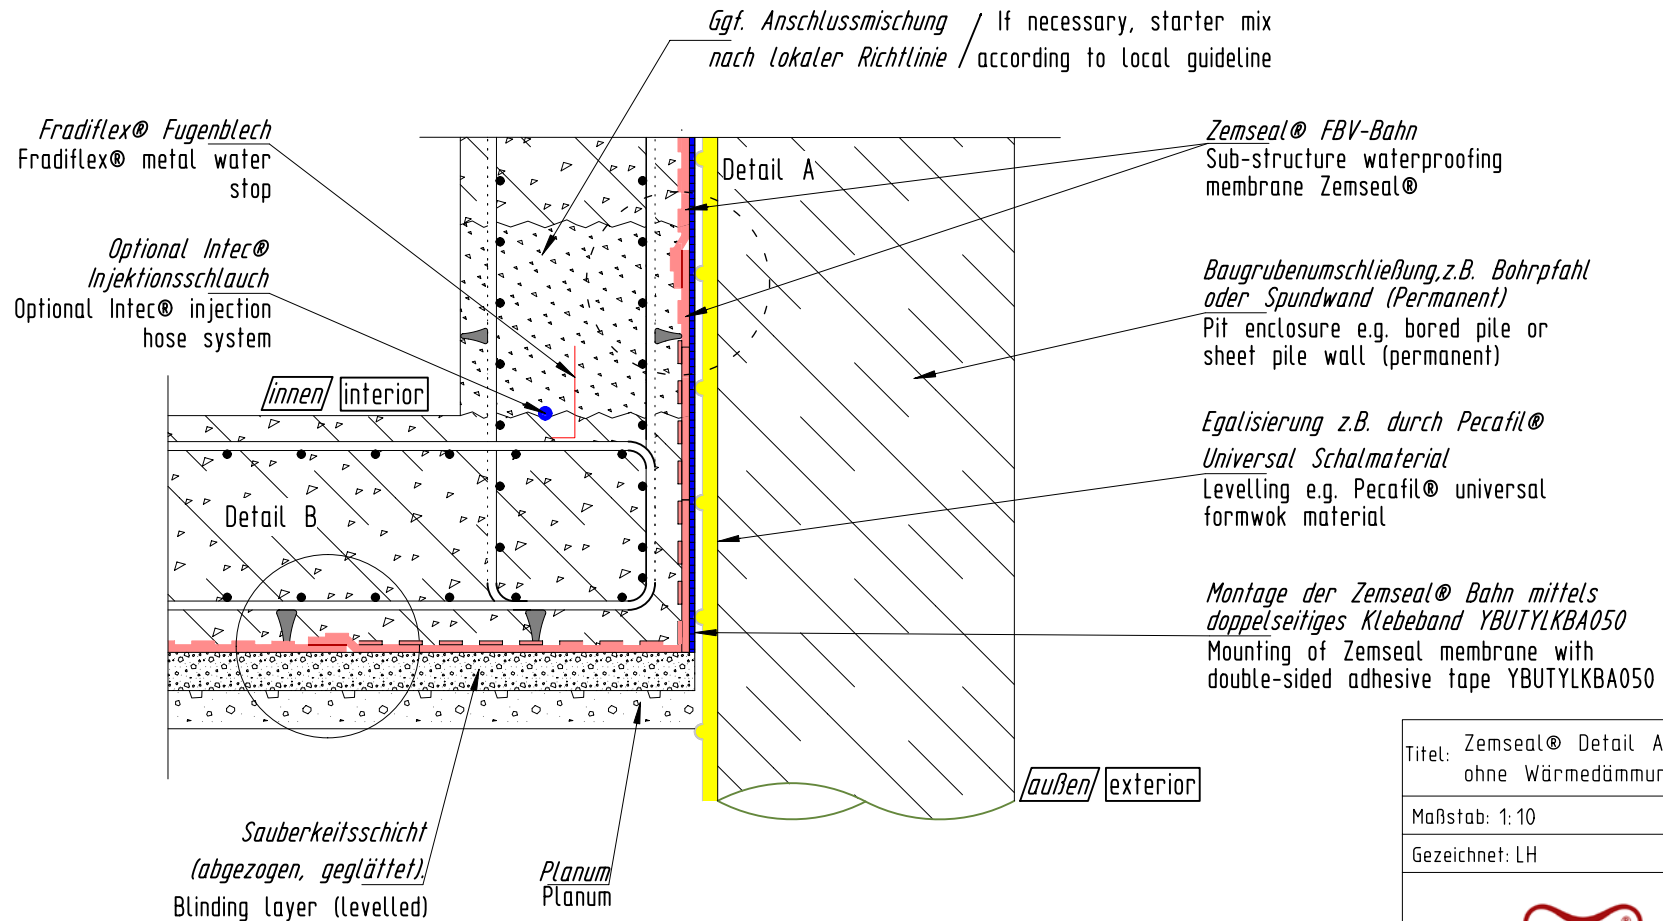 Ggf. Anschlussmischung / If necessary, starter mix
nach lokaler Richtlinie / according to local guideline
Fradiflex® Fugenblech
Fradiflex® metal water
stop
Optional Intec®
Injektionsschlauch
Optional Intec® injection
hose system
innen/ interior
Detail A
Detail B
Zemseal® FBV-Bahn
Sub-structure waterproofing
membrane Zemseal®
Baugrubenumschließung,z.B. Bohrpfahl
oder Spundwand (Permanent)
Pit enclosure e.g. bored pile or
sheet pile wall (permanent)
Egalisierung z.B. durch Pecafil®
Universal Schalmaterial
Levelling e.g. Pecafil® universal
formwok material
Montage der Zemseal® Bahn mittels
doppelseitiges Klebeband YBUTYLKBA050
Mounting of Zemseal membrane with
double-sided adhesive tape YBUTYLKBA050
außen/ exterior
Sauberkeitsschicht
(abgezogen, geglättet).
Blinding layer (levelled)
Planum
Planum
Titel: Zemseal® Detail A
ohne Wärmedämmun
Maßstab: 1:10
Gezeichnet: LH